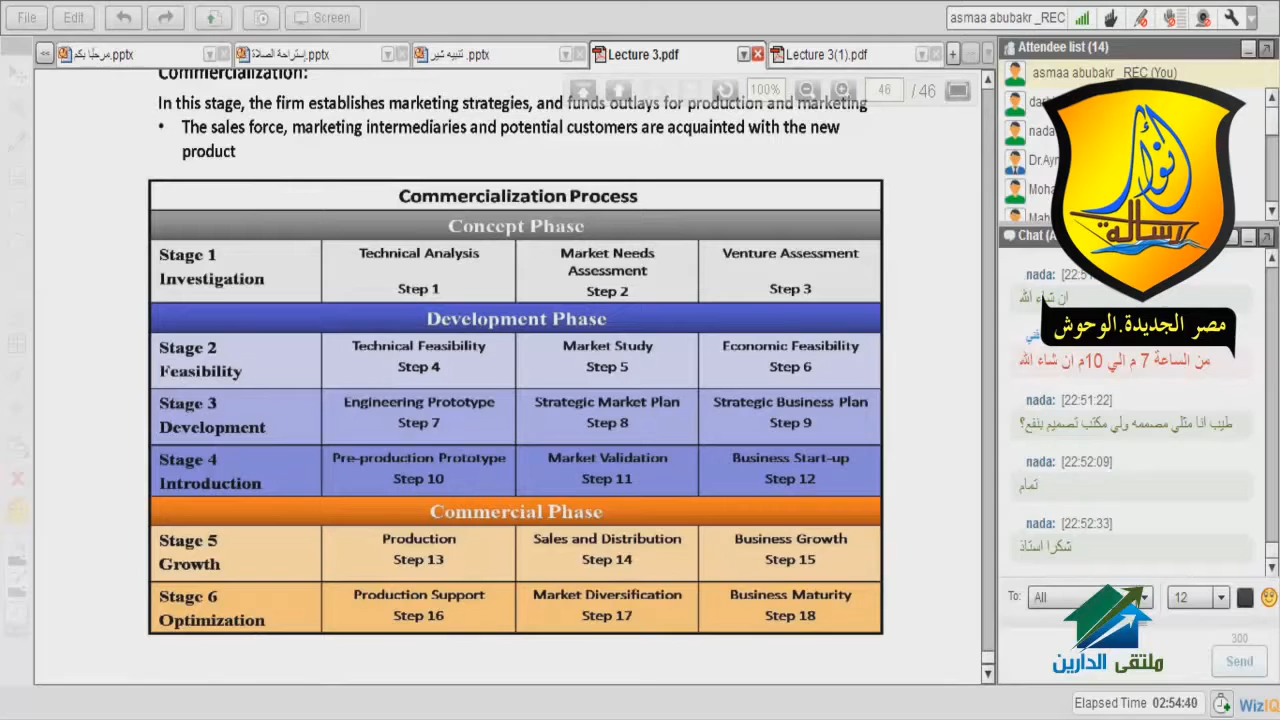 File
Edit
Screen
asmaa abubakr _REC
مرحبا بكم.pptx
إستراحة الصلاة.pptx
.pptx
Lecture 3.pdf
Lecture 3(1).pdf
Commercialization:
100%
46 / 46
In this stage, the firm establishes marketing strategies, and funds outlays for production and marketing
• The sales force, marketing intermediaries and potential customers are acquainted with the new
product
Commercialization Process
Concept Phase
Stage 1
Investigation
Technical Analysis
Step 1
Market Needs
Assessment
Step 2
Venture Assessment
Step 3
Development Phase
Stage 2
Feasibility
Technical Feasibility
Step 4
Market Study
Step 5
Economic Feasibility
Step 6
Stage 3
Development
Engineering Prototype
Step 7
Strategic Market Plan
Step 8
Strategic Business Plan
Step 9
Stage 4
Introduction
Pre-production Prototype
Step 10
Market Validation
Step 11
Business Start-up
Step 12
Commercial Phase
Stage 5
Growth
Production
Step 13
Sales and Distribution
Step 14
Business Growth
Step 15
Stage 6
Optimization
Production Support
Step 16
Market Diversification
Step 17
Business Maturity
Step 18
Attendee list (14)
asmaa abubakr _REC (You)
nada
Dr.Aym
Moha
Mah
أنوار
رسالة
مصر الجديدة.الوحوش
Chat
nada:
ان شاء الله
من الساعة 7 م الي 10م ان شاء الله
nada: [22:51:22]
طيب انا مثلي مصممه ولي مكتب تصميم بنفع؟
nada: [22:52:09]
تمام
nada: [22:52:33]
شكرا استاذ
To: All
12
ملتقى الدارين
300
Send
Elapsed Time 02:54:40
WizIQ